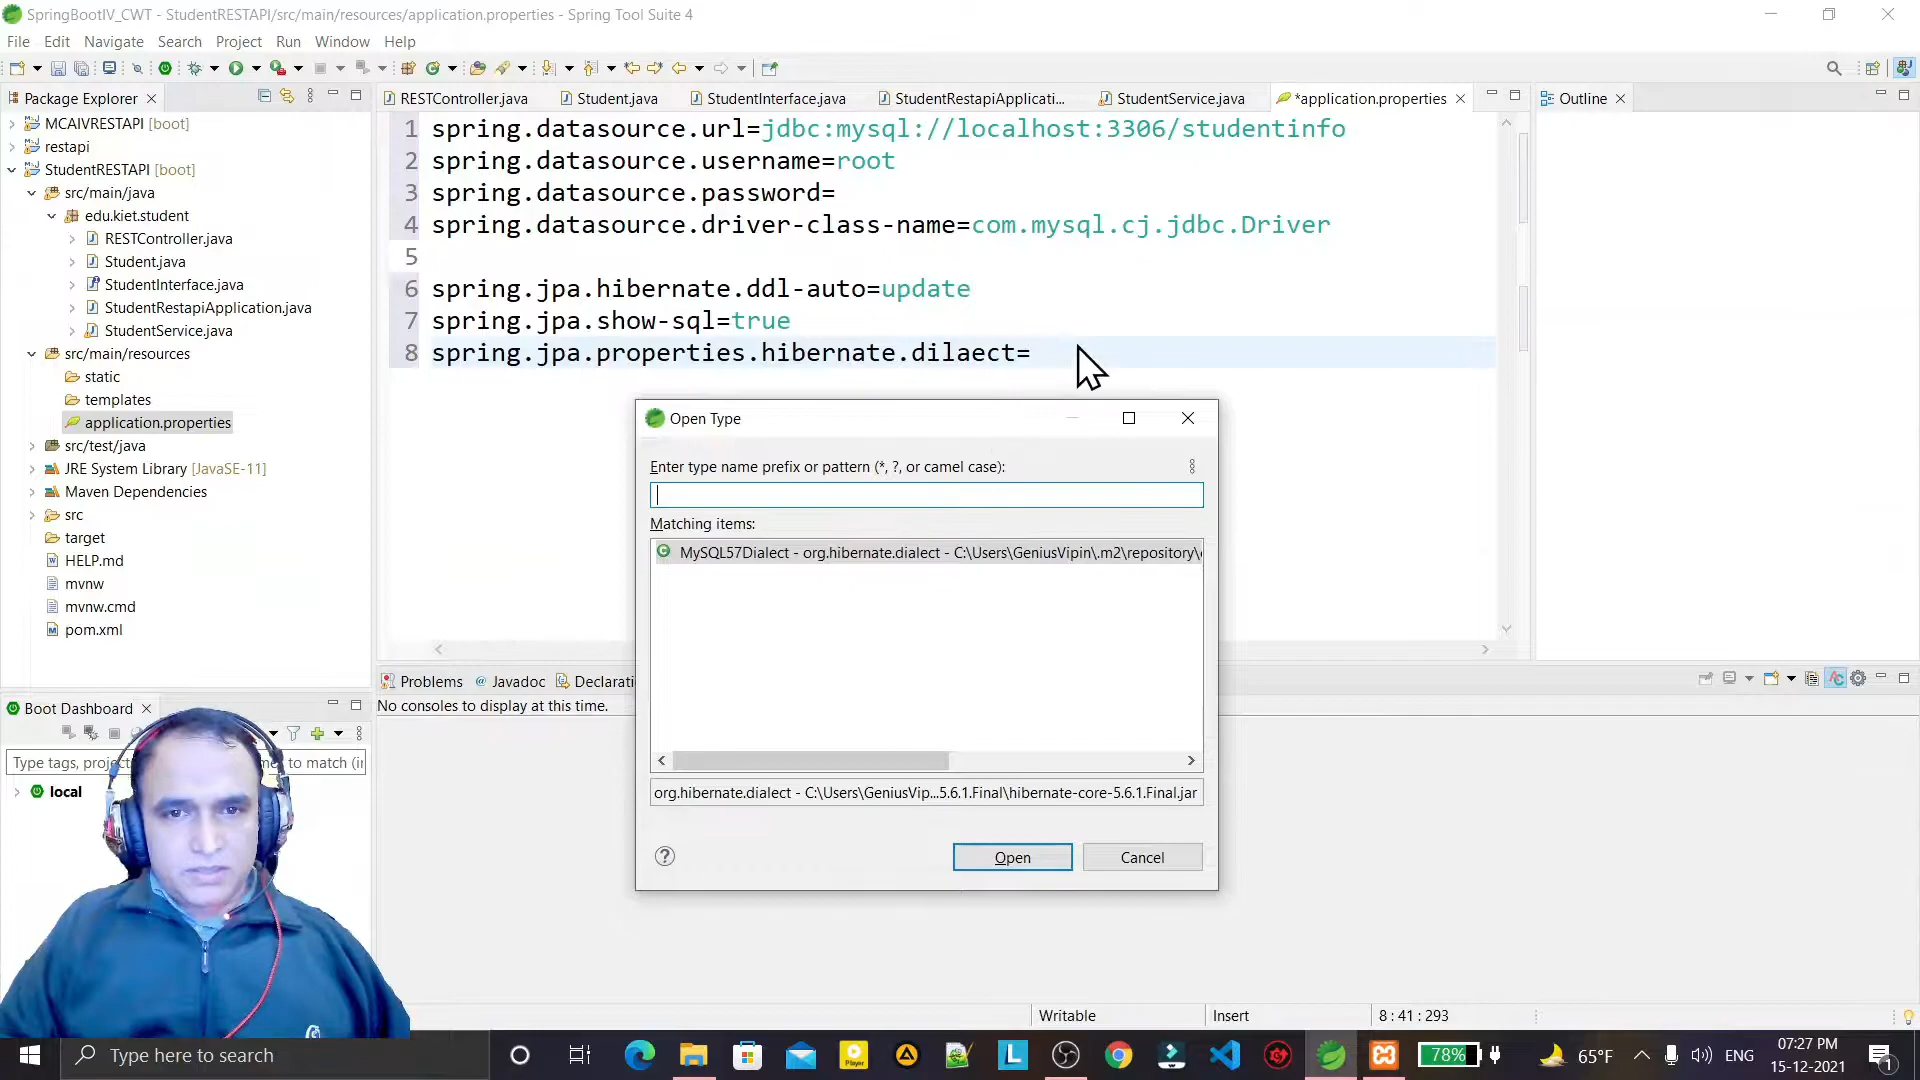 SpringBootIV_CWT - StudentRESTAPI/src/main/resources/application.properties - Spring Tool Suite 4
File Edit Navigate Search Project Run Window Help
Package Explorer
RESTController.java
Student.java
StudentInterface.java
StudentRestapiApplicati...
StudentService.java
*application.properties
Outline
MCAIVRESTAPI [boot]
restapi
StudentRESTAPI [boot]
src/main/java
edu.kiet.student
RESTController.java
Student.java
StudentInterface.java
StudentRestapiApplication.java
StudentService.java
src/main/resources
static
templates
application.properties
src/test/java
JRE System Library [JavaSE-11]
Maven Dependencies
src
target
HELP.md
mvnw
mvnw.cmd
pom.xml
1 spring.datasource.url=jdbc:mysql://localhost:3306/studentinfo
2 spring.datasource.username=root
3 spring.datasource.password=
4 spring.datasource.driver-class-name=com.mysql.cj.jdbc.Driver
5
6 spring.jpa.hibernate.ddl-auto=update
7 spring.jpa.show-sql=true
8 spring.jpa.properties.hibernate.dilaect=
Open Type
Enter type name prefix or pattern (*, ?, or camel case):
Matching items:
MySQL57Dialect - org.hibernate.dialect - C:\Users\GeniusVipin\.m2\repository\
org.hibernate.dialect - C:\Users\GeniusVip...5.6.1.Final\hibernate-core-5.6.1.Final.jar
Open
Cancel
Problems
@ Javadoc
Declarati
No consoles to display at this time.
Boot Dashboard
Type tags, projec
to match (i
local
Writable
Insert
8 : 41 : 293
Type here to search
Player
78%
65°F
ENG
07:27 PM
15-12-2021
1